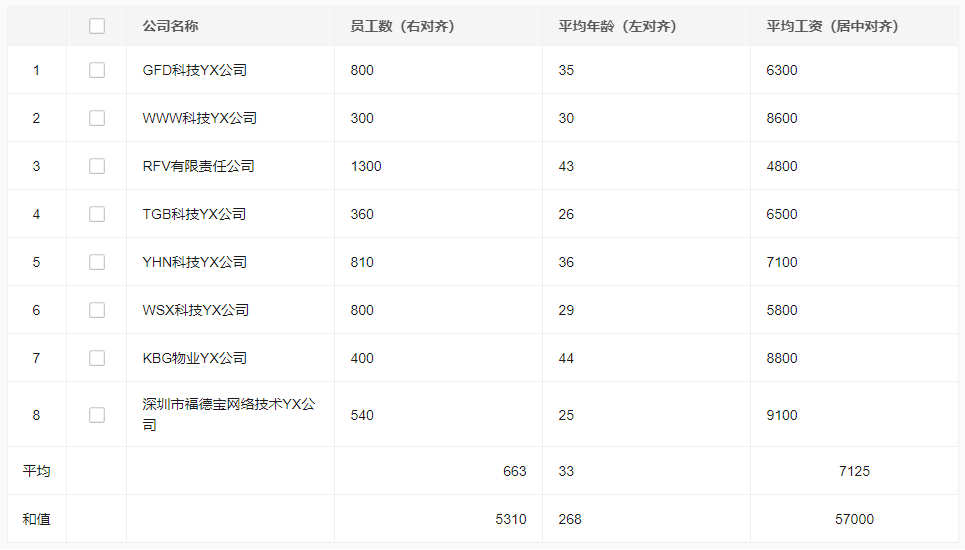 公司名称 员工数（右对齐） 平均年龄（左对齐） 平均工资（居中对齐）
1 GFD科技YX公司 800 35 6300
2 WWW科技YX公司 300 30 8600
3 RFV有限责任公司 1300 43 4800
4 TGB科技YX公司 360 26 6500
5 YHN科技YX公司 810 36 7100
6 WSX科技YX公司 800 29 5800
7 KBG物业YX公司 400 44 8800
8 深圳市福德宝网络技术YX公 540 25 9100
司
平均 663 33 7125
和值 5310 268 57000